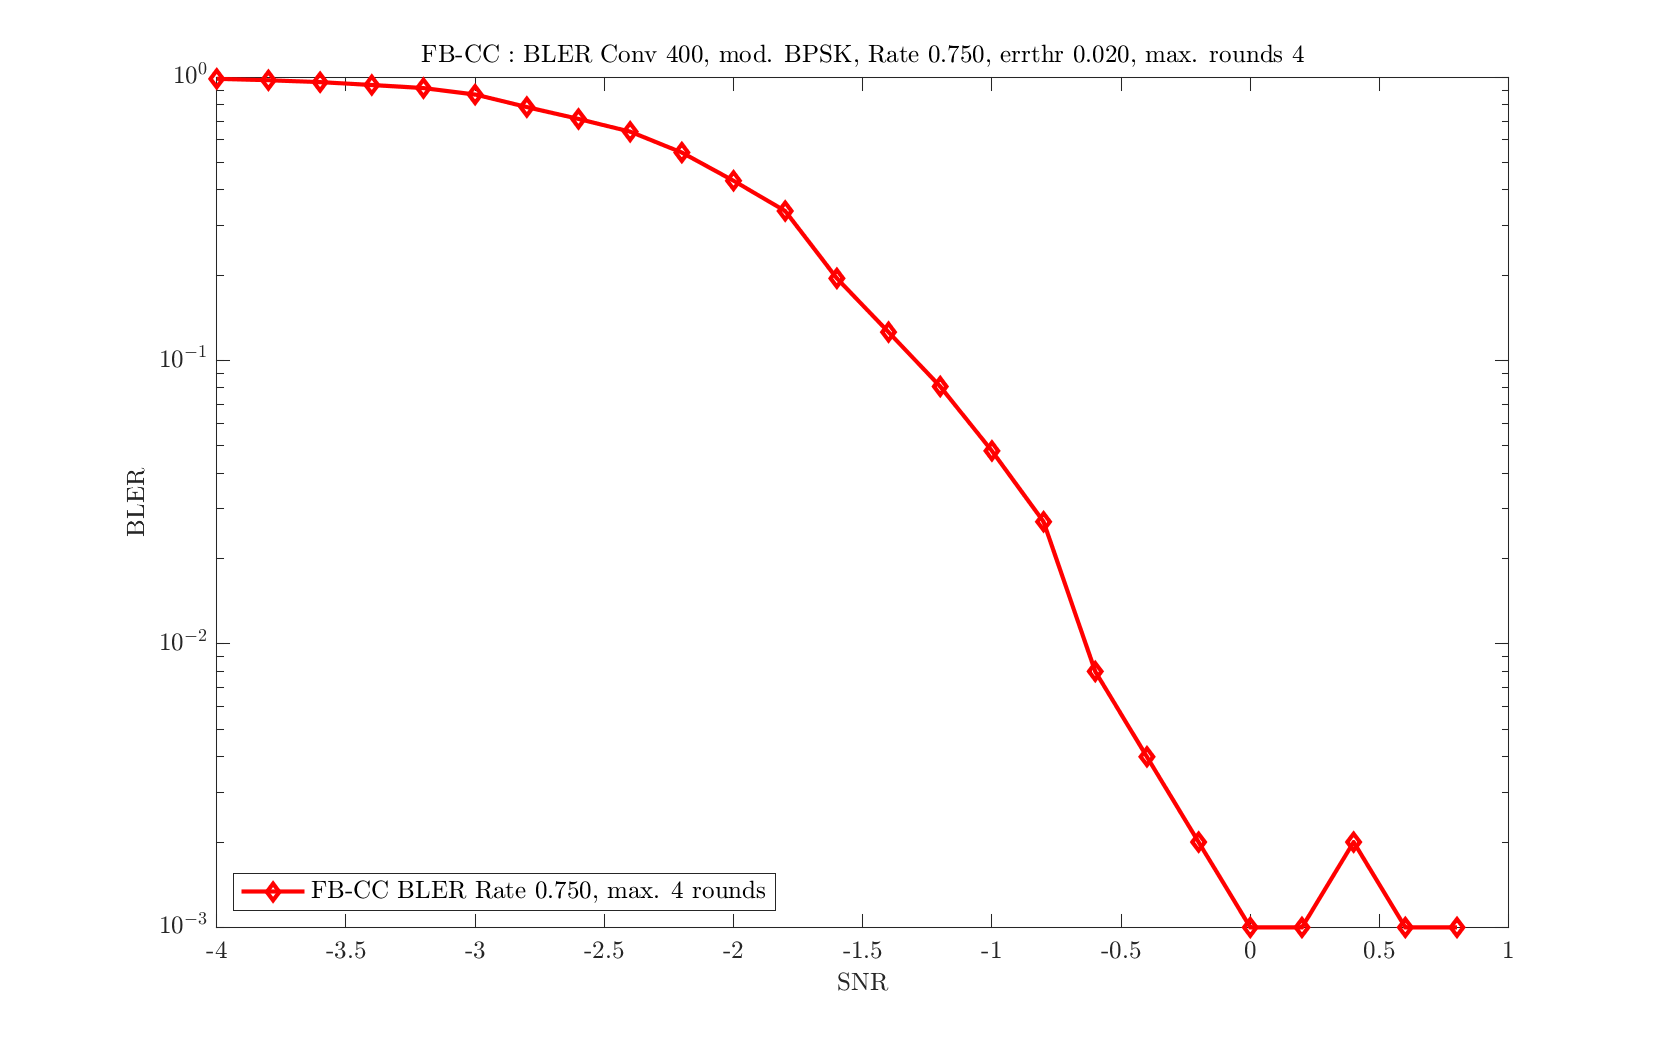 FB-CC : BLER Conv 400, mod. BPSK, Rate 0.750, errthr 0.020, max. rounds 4
10^0
10^−1
10^−2
10^−3
BLER
FB-CC BLER Rate 0.750, max. 4 rounds
-4 -3.5 -3 -2.5 -2 -1.5 -1 -0.5 0 0.5 1
SNR